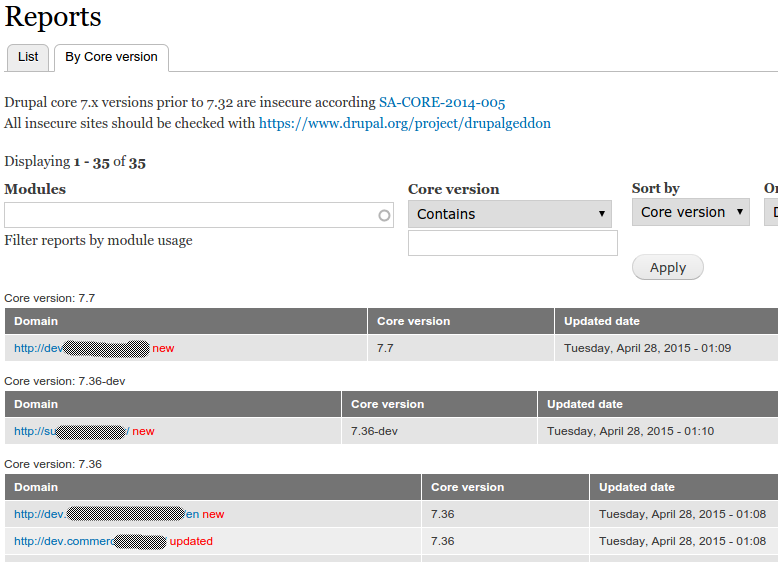 Reports
List By Core version
Drupal core 7.x versions prior to 7.32 are insecure according SA-CORE-2014-005
All insecure sites should be checked with https://www.drupal.org/project/drupalgeddon
Displaying 1 - 35 of 35
Modules Core version Sort by
Contains Core version
Filter reports by module usage
Apply
Core version: 7.7
Domain Core version Updated date
http://dev new 7.7 Tuesday, April 28, 2015 - 01:09
Core version: 7.36-dev
Domain Core version Updated date
http://su / new 7.36-dev Tuesday, April 28, 2015 - 01:10
Core version: 7.36
Domain Core version Updated date
http://dev. /en new 7.36 Tuesday, April 28, 2015 - 01:08
http://dev.commer updated 7.36 Tuesday, April 28, 2015 - 01:08